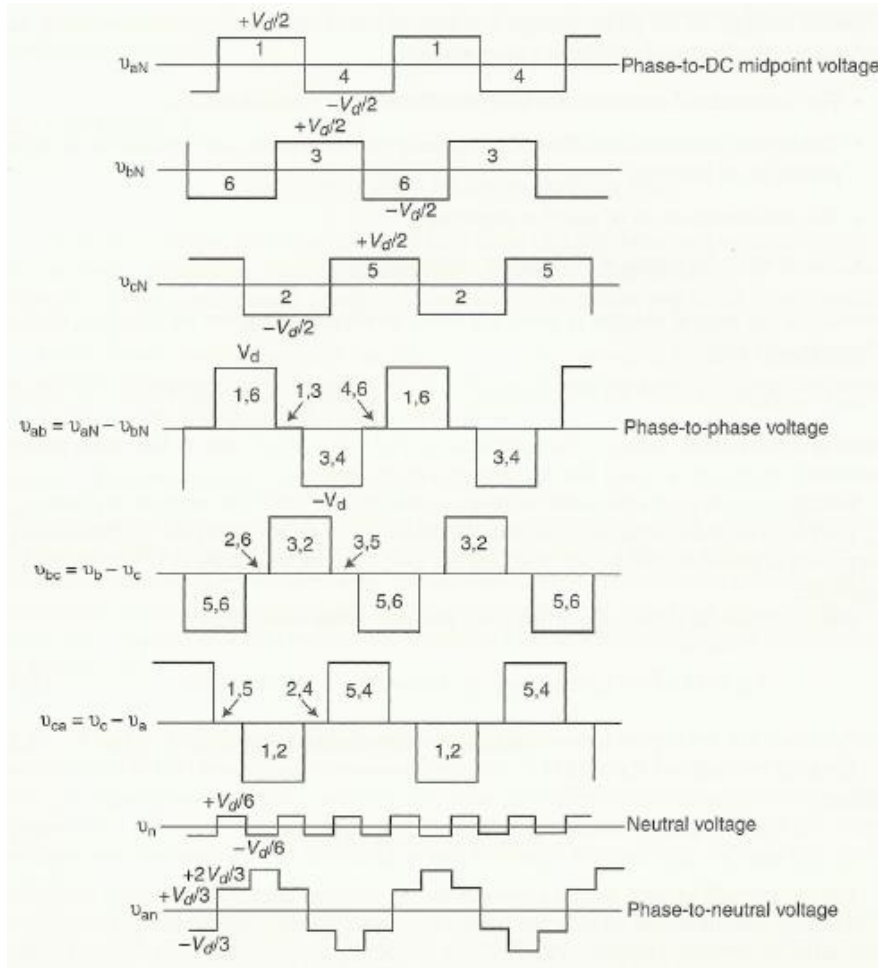 +Vd/2
υaN 1 4 1 4 Phase-to-DC midpoint voltage
−Vd/2
+Vd/2
υbN 6 3 6 3
−Vd/2
+Vd/2
υcN 2 5 2 5
−Vd/2
Vd
1,6 1,3 4,6 1,6
υab = υaN − υbN Phase-to-phase voltage
3,4 3,4
−Vd
2,6 3,2 3,5 3,2
υbc = υb − υc
5,6 5,6 5,6
1,5 2,4 5,4 5,4
υca = υc − υa
1,2 1,2
+Vd/6
υn Neutral voltage
−Vd/6
+2Vd/3
+Vd/3
υan Phase-to-neutral voltage
−Vd/3